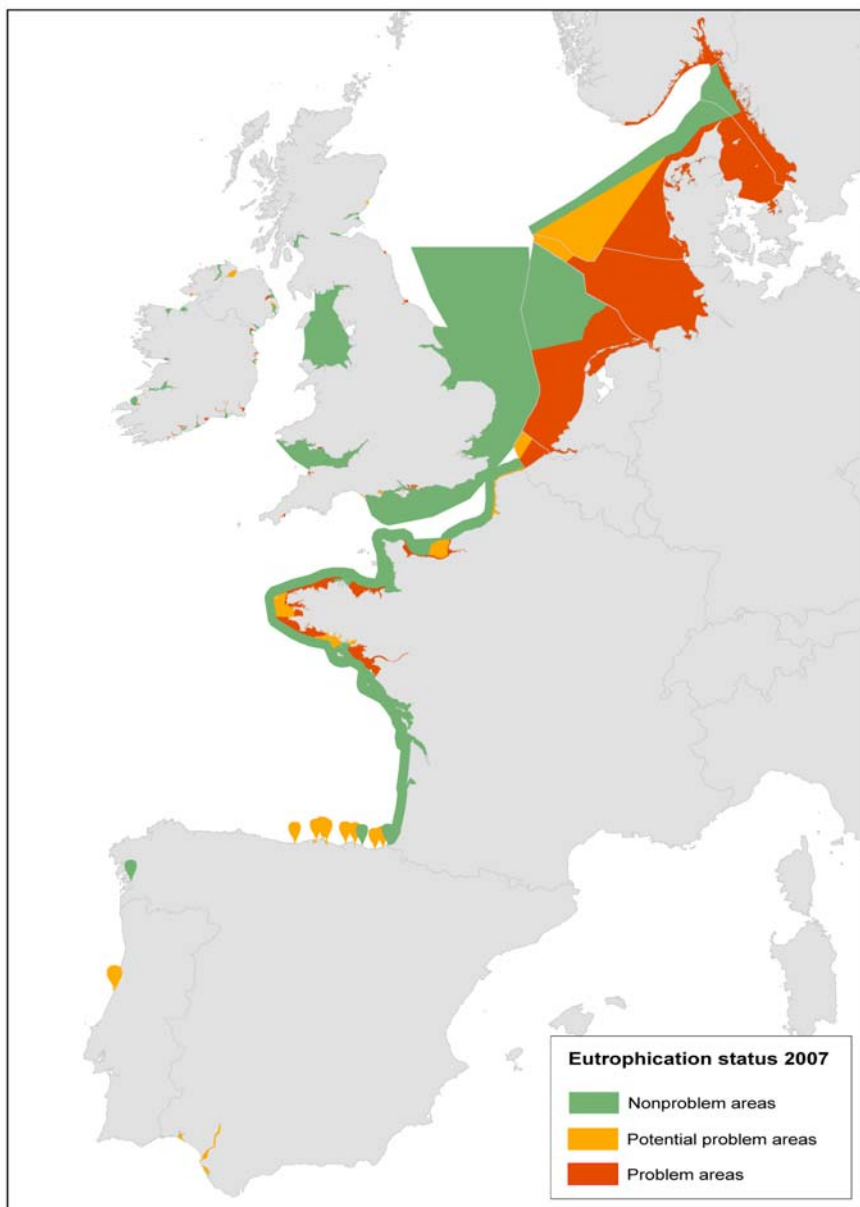 Eutrophication status 2007
Nonproblem areas
Potential problem areas
Problem areas